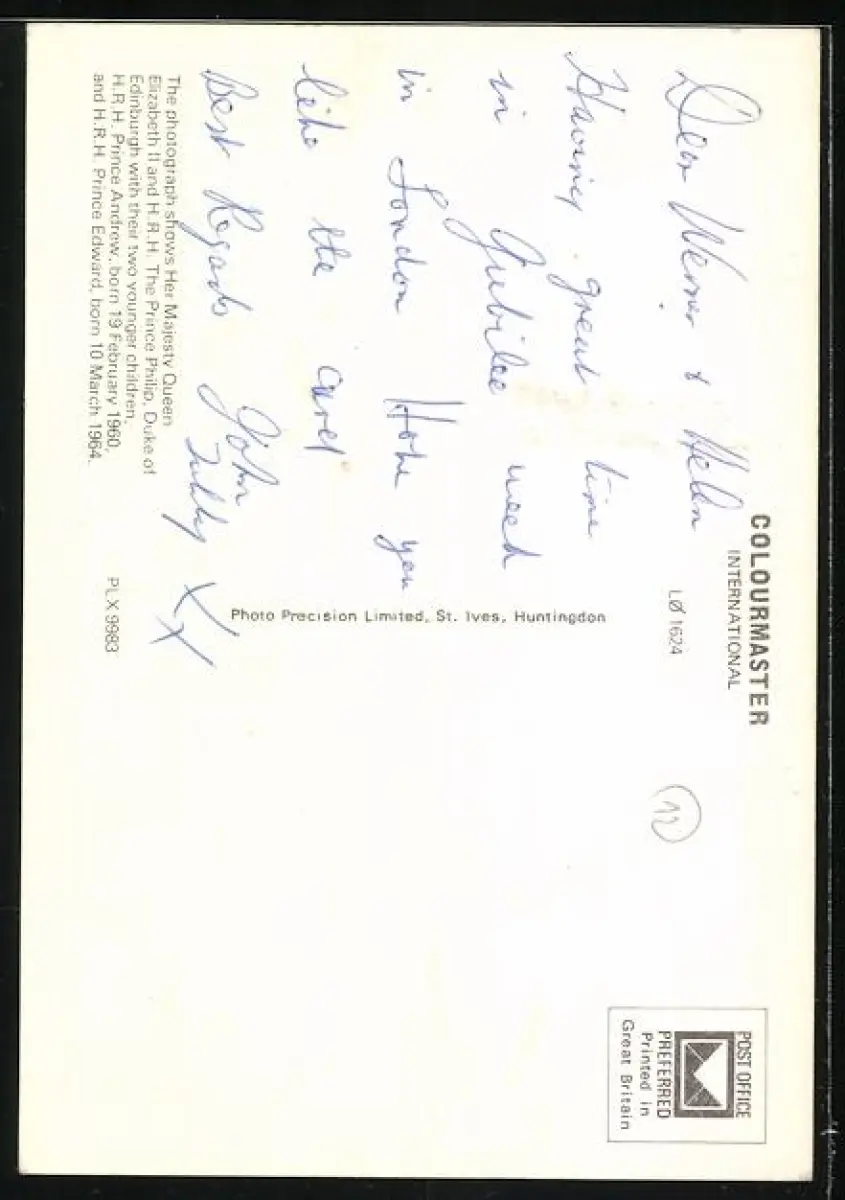 COLOURMASTER
INTERNATIONAL
LØ 1624
Dear Werner & Helen
Having great time
in Jubilee week
in London Hope you
like the card
Best Regards John
XX
The photograph shows Her Majesty Queen
Elizabeth II and H.R.H. The Prince Philip, Duke of
Edinburgh with their two younger children,
H.R.H. Prince Andrew, born 19 February 1960,
and H.R.H. Prince Edward, born 10 March 1964.
PLX 9983
Photo Precision Limited, St. Ives, Huntingdon
12
POST OFFICE
PREFERRED
Printed in
Great Britain